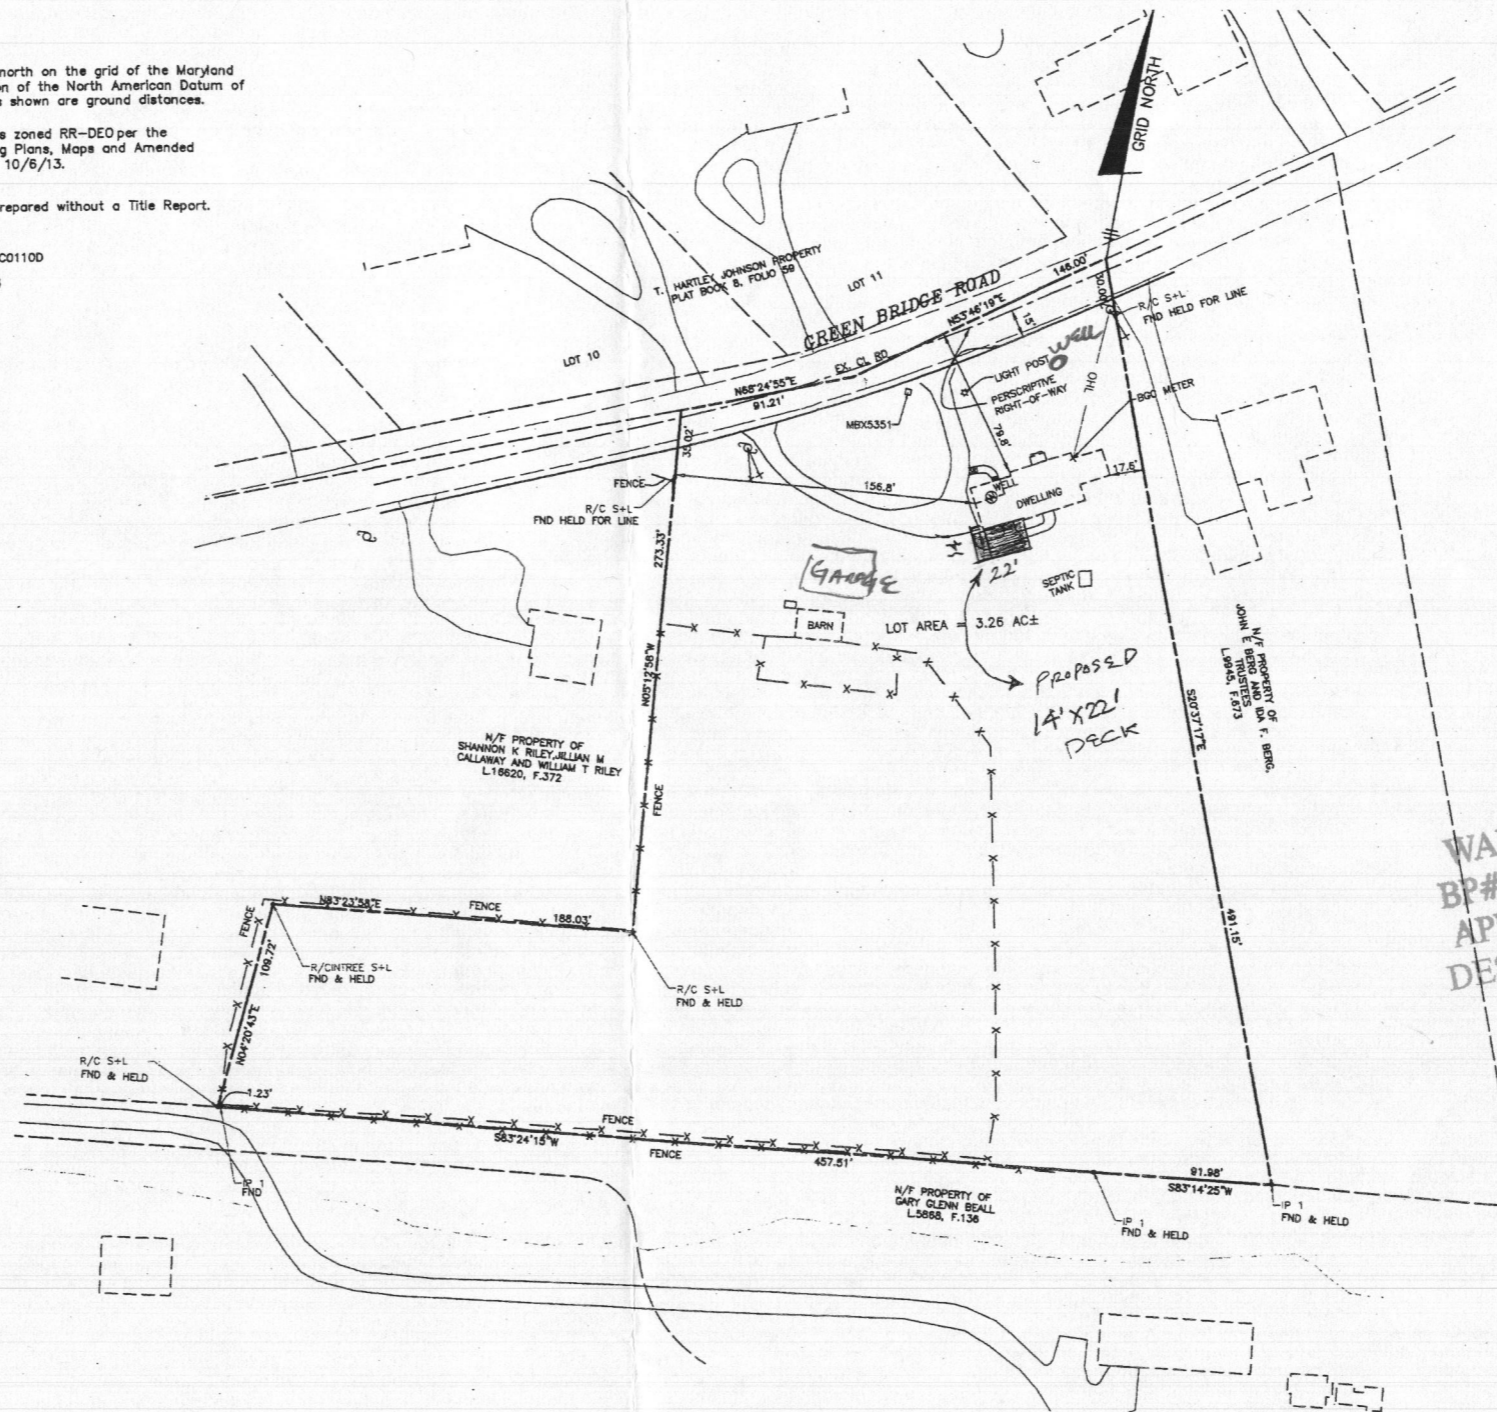 north on the grid of the Maryland
n of the North American Datum of
s shown are ground distances.
s zoned RR-DEO per the
g Plans, Maps and Amended
10/6/13.
repared without a Title Report.
C0110D
GRID NORTH
T. HARTLEY JOHNSON PROPERTY
PLAT BOOK 8, FOLIO 59
LOT 11
LOT 10
GREEN BRIDGE ROAD
N53°46'19"E
146.00'
30.00'
R/C S+L
FND HELD FOR LINE
15'
EX. CL RD
N68°24'55"E
91.21'
WELL
LIGHT POST
PERSCRIPTIVE
RIGHT-OF-WAY
OHL
BGC METER
MBX5351
79.8'
35.02'
FENCE
R/C S+L
FND HELD FOR LINE
156.8'
17.6'
WELL
DWELLING
14'
22'
SEPTIC
TANK
GARAGE
BARN
LOT AREA = 3.26 AC±
PROPOSED
14' X 22'
DECK
273.33'
N05°12'58"W
FENCE
N/F PROPERTY OF
SHANNON K RILEY,JILLIAN M
CALLAWAY AND WILLIAM T RILEY
L.16620, F.372
N/F PROPERTY OF
JOHN E BERG AND IDA F. BERG,
TRUSTEES
L.9945, F.673
S20°37'17"E
491.15'
WA
BP#
AP
DES
N83°23'58"E
FENCE
188.03'
FENCE
109.72'
N04°20'43"E
R/CINTREE S+L
FND & HELD
R/C S+L
FND & HELD
R/C S+L
FND & HELD
1.23'
IP 1
FND
FENCE
S83°24'15"W
FENCE
457.51'
91.98'
S83°14'25"W
N/F PROPERTY OF
GARY GLENN BEALL
L.5868, F.136
IP 1
FND & HELD
IP 1
FND & HELD